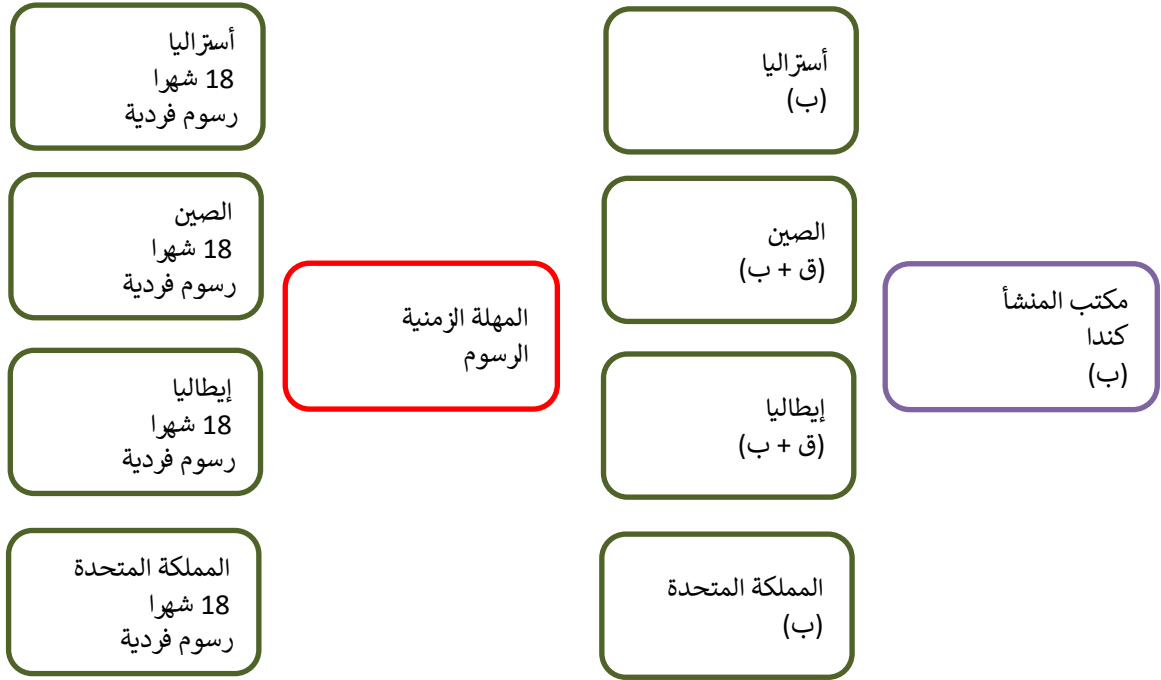 مكتب المنشأ
كندا
(ب)
أستراليا
(ب)
الصين
(ق + ب)
إيطاليا
(ق + ب)
المملكة المتحدة
(ب)
المهلة الزمنية
الرسوم
أستراليا
18 شهرا
رسوم فردية
الصين
18 شهرا
رسوم فردية
إيطاليا
18 شهرا
رسوم فردية
المملكة المتحدة
18 شهرا
رسوم فردية